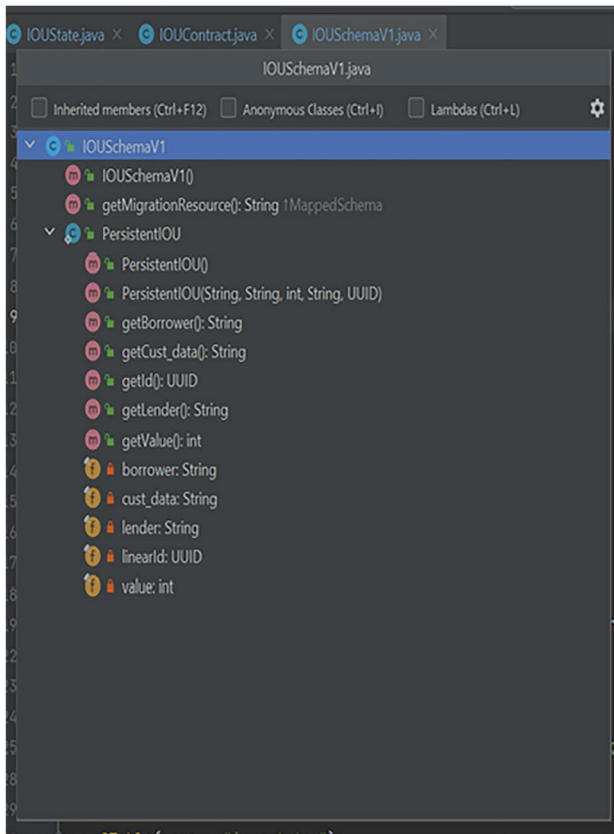 IOUState.java × IOUContract.java × IOUSchemaV1.java ×
IOUSchemaV1.java
Inherited members (Ctrl+F12) Anonymous Classes (Ctrl+I) Lambdas (Ctrl+L)
IOUSchemaV1
IOUSchemaV1()
getMigrationResource(): String ↑MappedSchema
PersistentIOU
PersistentIOU()
PersistentIOU(String, String, int, String, UUID)
getBorrower(): String
getCust_data(): String
getId(): UUID
getLender(): String
getValue(): int
borrower: String
cust_data: String
lender: String
linearId: UUID
value: int